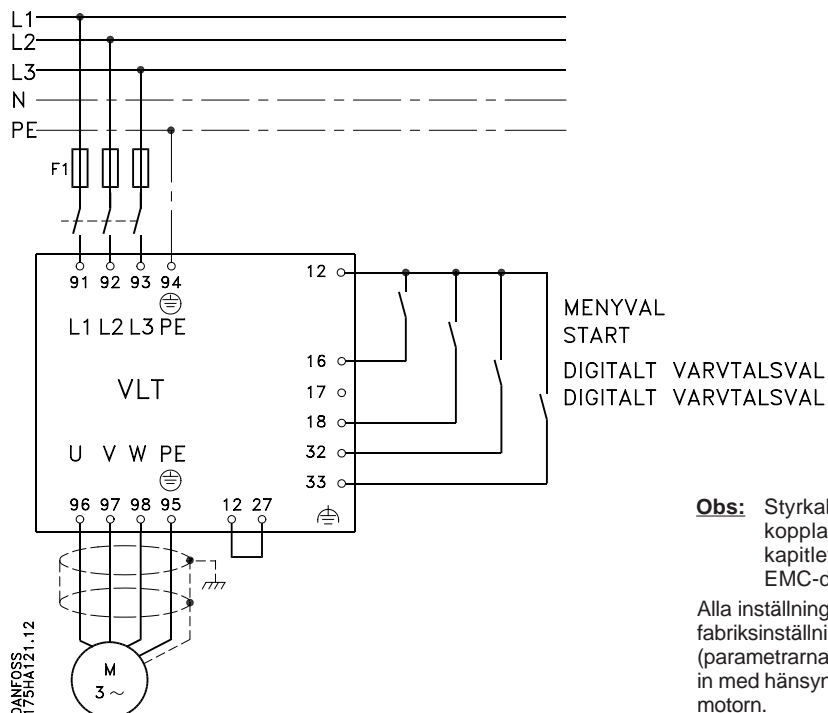 L1
L2
L3
N
PE
F1
91 92 93 94
L1 L2 L3 PE
VLT
U V W PE
96 97 98 95
12 27
12
16
17
18
32
33
MENYVAL
START
DIGITALT VARVTALSVAL
DIGITALT VARVTALSVAL
M
3~
DANFOSS
175HA121.12
Obs: Styrkal
kopplas
kapitlet
EMC-d
Alla inställning
fabriksinställni
(parametrarna
in med hänsyn
motorn.